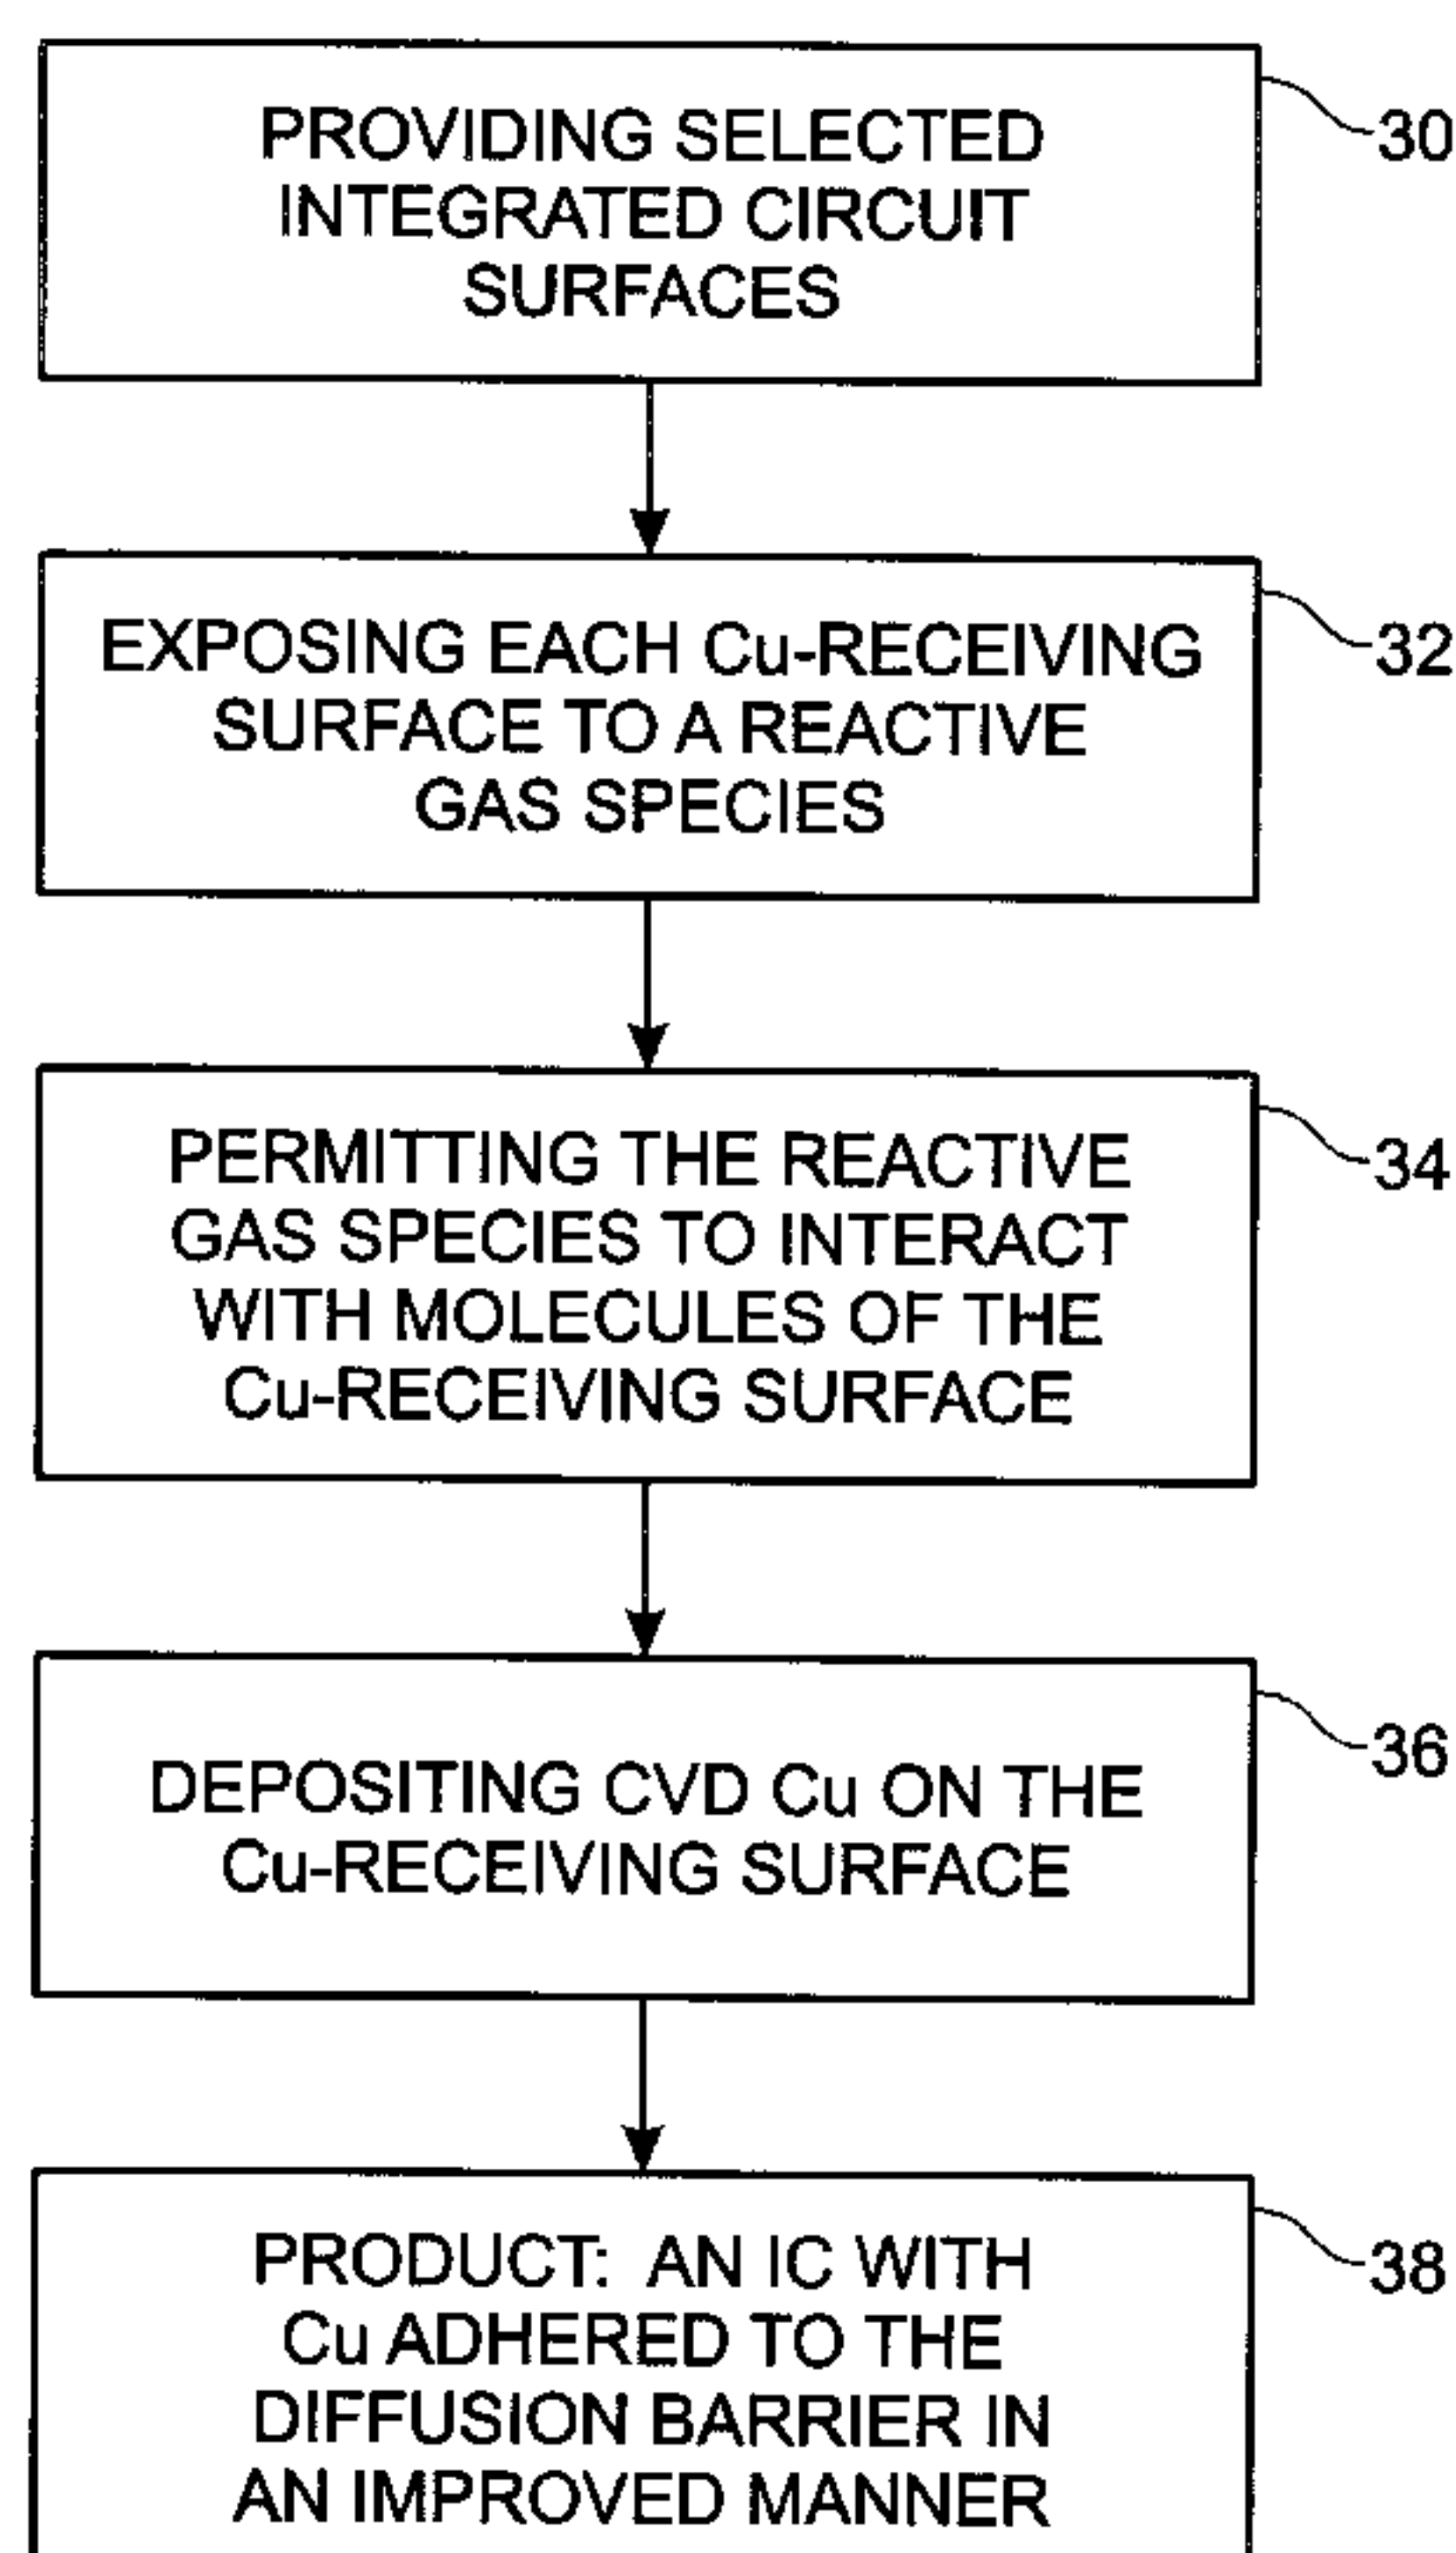 PROVIDING SELECTED
INTEGRATED CIRCUIT
SURFACES
30
EXPOSING EACH Cu-RECEIVING
SURFACE TO A REACTIVE
GAS SPECIES
32
PERMITTING THE REACTIVE
GAS SPECIES TO INTERACT
WITH MOLECULES OF THE
Cu-RECEIVING SURFACE
34
DEPOSITING CVD Cu ON THE
Cu-RECEIVING SURFACE
36
PRODUCT: AN IC WITH
Cu ADHERED TO THE
DIFFUSION BARRIER IN
AN IMPROVED MANNER
38